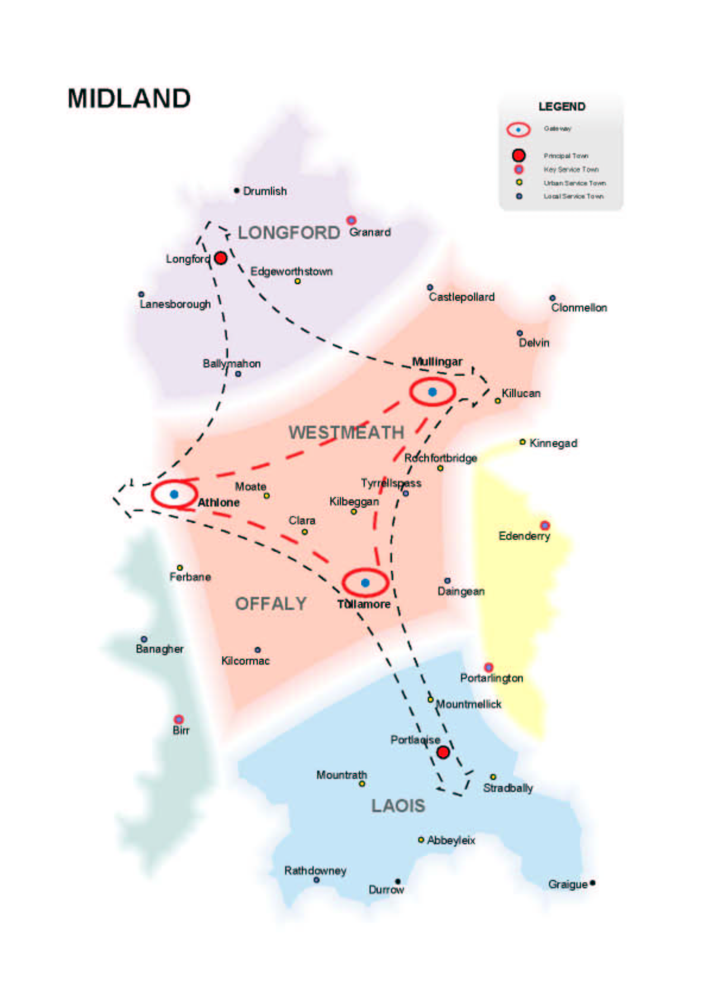 MIDLAND
LEGEND
Gateway
Principal Town
Key Service Town
Urban Service Town
Local Service Town
Drumlish
LONGFORD
Granard
Longford
Edgeworthstown
Castlepollard
Lanesborough
Clonmellon
Delvin
Mullingar
Ballymahon
Killucan
WESTMEATH
Kinnegad
Rochfortbridge
Tyrrellspass
Moate
Athlone
Kilbeggan
Clara
Edenderry
Ferbane
Daingean
OFFALY
Tullamore
Banagher
Kilcormac
Portarlington
Mountmellick
Birr
Portlaoise
Mountrath
Stradbally
LAOIS
Abbeyleix
Rathdowney
Durrow
Graigue